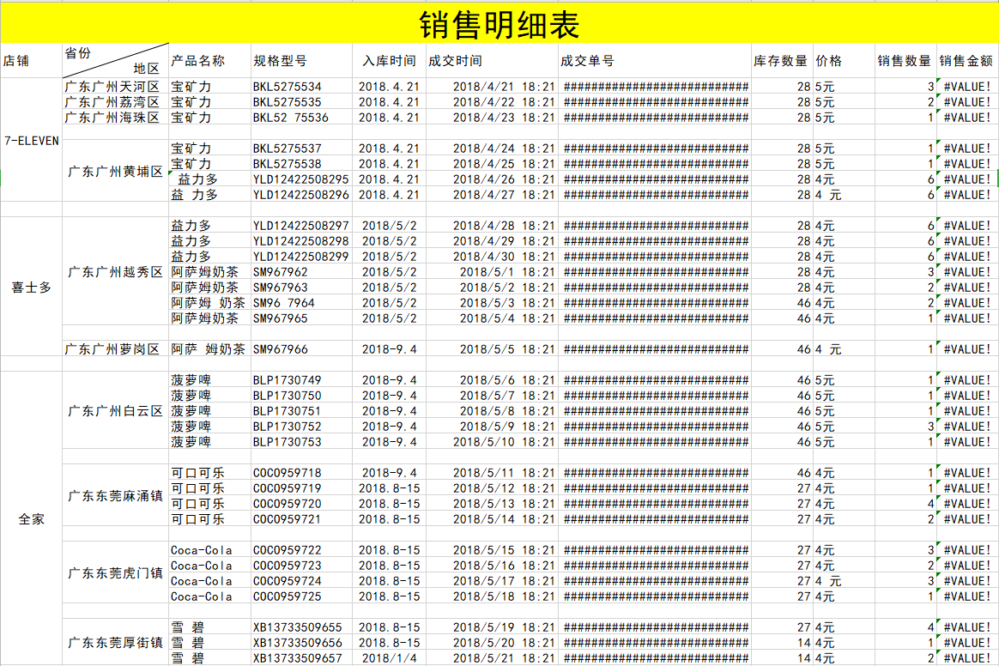 销售明细表
店铺 省份 地区 产品名称 规格型号 入库时间 成交时间 成交单号 库存数量 价格 销售数量 销售金额
广东广州天河区 宝矿力 BKL5275534 2018.4.21 2018/4/21 18:21 ########################### 28 5元 3 #VALUE!
广东广州荔湾区 宝矿力 BKL5275535 2018.4.21 2018/4/22 18:21 ########################### 28 5元 2 #VALUE!
广东广州海珠区 宝矿力 BKL52 75536 2018.4.21 2018/4/23 18:21 ########################### 28 5元 1 #VALUE!
7-ELEVEN
宝矿力 BKL5275537 2018.4.21 2018/4/24 18:21 ########################### 28 5元 1 #VALUE!
宝矿力 BKL5275538 2018.4.21 2018/4/25 18:21 ########################### 28 5元 1 #VALUE!
广东广州黄埔区
益力多 YLD12422508295 2018.4.21 2018/4/26 18:21 ########################### 28 4元 6 #VALUE!
益 力多 YLD12422508296 2018.4.21 2018/4/27 18:21 ########################### 28 4 元 6 #VALUE!
益力多 YLD12422508297 2018/5/2 2018/4/28 18:21 ########################### 28 4元 6 #VALUE!
益力多 YLD12422508298 2018/5/2 2018/4/29 18:21 ########################### 28 4元 6 #VALUE!
益力多 YLD12422508299 2018/5/2 2018/4/30 18:21 ########################### 28 4元 6 #VALUE!
广东广州越秀区 阿萨姆奶茶 SM967962 2018/5/2 2018/5/1 18:21 ########################### 28 4元 3 #VALUE!
喜士多 阿萨姆奶茶 SM967963 2018/5/2 2018/5/2 18:21 ########################### 28 4元 2 #VALUE!
阿萨姆 奶茶 SM96 7964 2018/5/2 2018/5/3 18:21 ########################### 46 4元 2 #VALUE!
阿萨姆奶茶 SM967965 2018/5/2 2018/5/4 18:21 ########################### 46 4元 1 #VALUE!
广东广州萝岗区 阿萨 姆奶茶 SM967966 2018-9.4 2018/5/5 18:21 ########################### 46 4 元 1 #VALUE!
菠萝啤 BLP1730749 2018-9.4 2018/5/6 18:21 ########################### 46 5元 1 #VALUE!
菠萝啤 BLP1730750 2018-9.4 2018/5/7 18:21 ########################### 46 5元 1 #VALUE!
广东广州白云区 菠萝啤 BLP1730751 2018-9.4 2018/5/8 18:21 ########################### 46 5元 1 #VALUE!
菠萝啤 BLP1730752 2018-9.4 2018/5/9 18:21 ########################### 46 5元 3 #VALUE!
菠萝啤 BLP1730753 2018-9.4 2018/5/10 18:21 ########################### 46 5元 1 #VALUE!
可口可乐 COCO959718 2018-9.4 2018/5/11 18:21 ########################### 46 4元 1 #VALUE!
可口可乐 COCO959719 2018.8-15 2018/5/12 18:21 ########################### 27 4元 1 #VALUE!
广东东莞麻涌镇
可口可乐 COCO959720 2018.8-15 2018/5/13 18:21 ########################### 27 4元 4 #VALUE!
全家 可口可乐 COCO959721 2018.8-15 2018/5/14 18:21 ########################### 27 4元 2 #VALUE!
Coca-Cola COCO959722 2018.8-15 2018/5/15 18:21 ########################### 27 4元 3 #VALUE!
Coca-Cola COCO959723 2018.8-15 2018/5/16 18:21 ########################### 27 4元 2 #VALUE!
广东东莞虎门镇
Coca-Cola COCO959724 2018.8-15 2018/5/17 18:21 ########################### 27 4 元 3 #VALUE!
Coca-Cola COCO959725 2018.8-15 2018/5/18 18:21 ########################### 27 4元 1 #VALUE!
雪 碧 XB13733509655 2018.8-15 2018/5/19 18:21 ########################### 27 4元 4 #VALUE!
广东东莞厚街镇 雪 碧 XB13733509656 2018.8-15 2018/5/20 18:21 ########################### 14 4元 1 #VALUE!
雪 碧 XB13733509657 2018/1/4 2018/5/21 18:21 ########################### 14 4元 2 #VALUE!